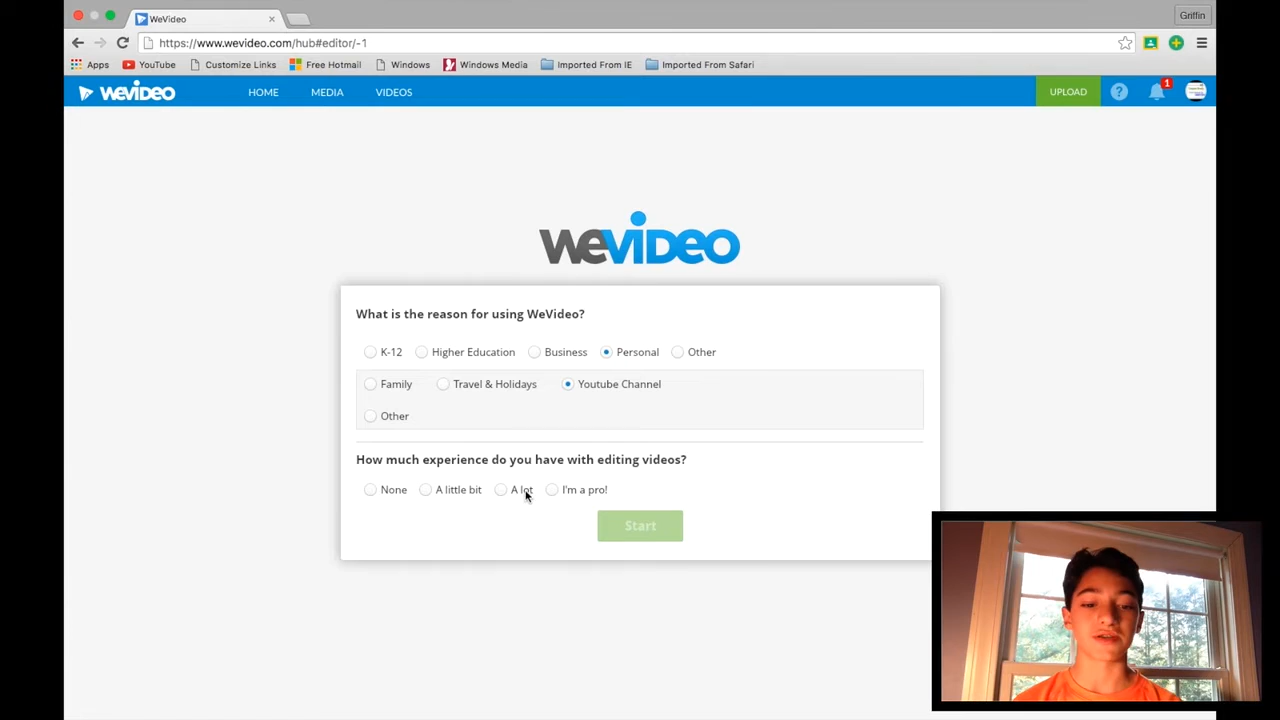 WeVideo
Griffin
https://www.wevideo.com/hub#editor/-1
Apps YouTube Customize Links Free Hotmail Windows Windows Media Imported From IE Imported From Safari
wevideo HOME MEDIA VIDEOS UPLOAD ? 1
wevideo
What is the reason for using WeVideo?
K-12 Higher Education Business Personal Other
Family Travel & Holidays Youtube Channel
Other
How much experience do you have with editing videos?
None A little bit A lot I'm a pro!
Start